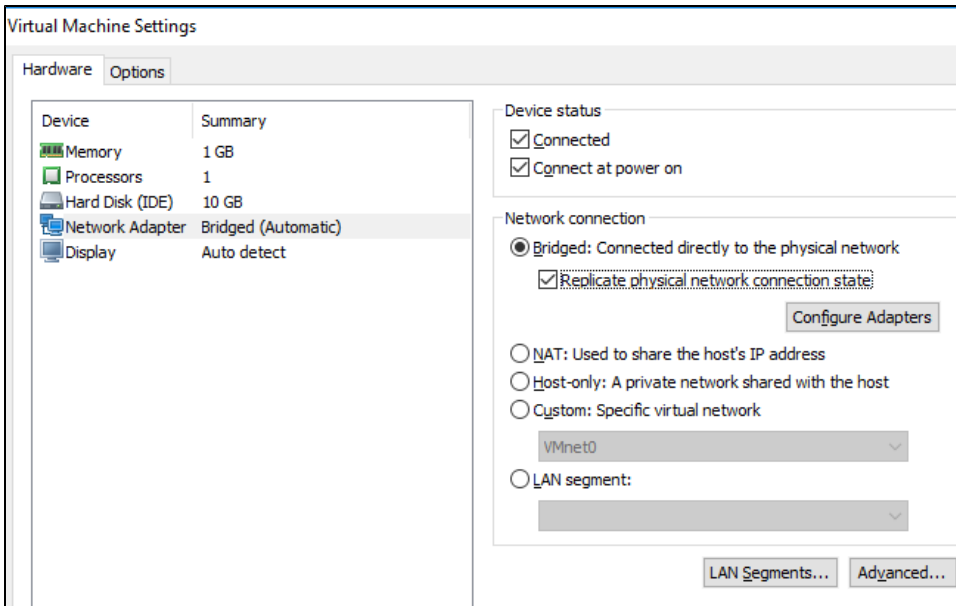 Virtual Machine Settings
Hardware Options
Device Summary
Memory 1 GB
Processors 1
Hard Disk (IDE) 10 GB
Network Adapter Bridged (Automatic)
Display Auto detect
Device status
Connected
Connect at power on
Network connection
Bridged: Connected directly to the physical network
Replicate physical network connection state
Configure Adapters
NAT: Used to share the host's IP address
Host-only: A private network shared with the host
Custom: Specific virtual network
VMnet0
LAN segment:
LAN Segments... Advanced...